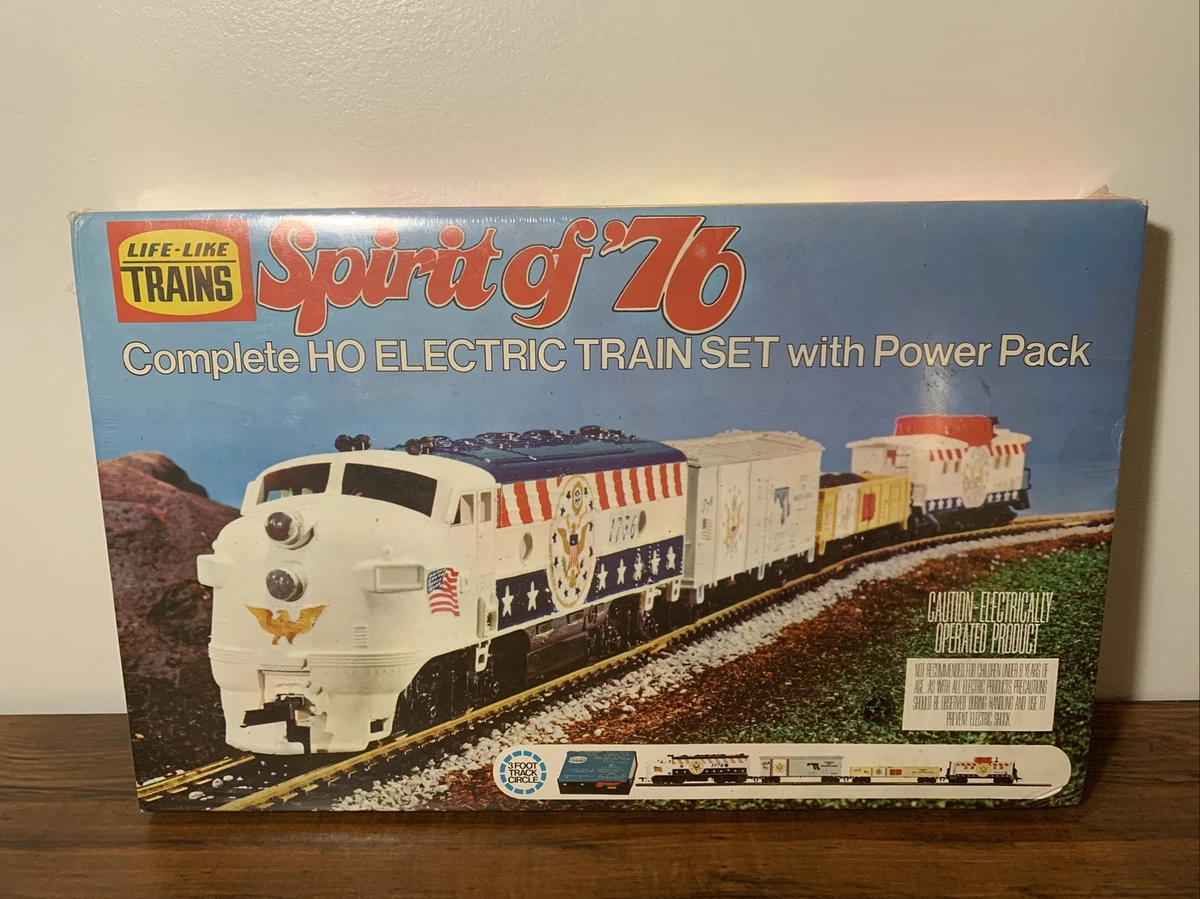 LIFE-LIKE
TRAINS
Spirit of '76
Complete HO ELECTRIC TRAIN SET with Power Pack
CAUTION-ELECTRICALLY
OPERATED PRODUCT
NOT RECOMMENDED FOR CHILDREN UNDER 8 YEARS OF
AGE. AS WITH ALL ELECTRIC PRODUCTS, PRECAUTIONS
SHOULD BE OBSERVED DURING HANDLING AND USE TO
PREVENT ELECTRIC SHOCK.
3 FOOT
TRACK
CIRCLE
1776